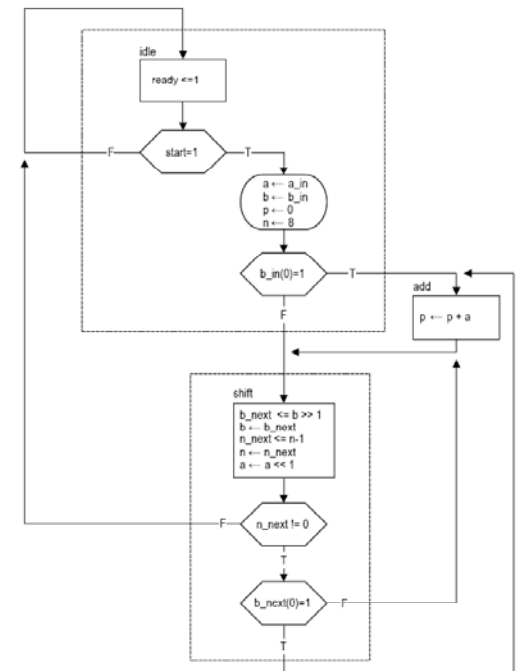 idle
ready <=1
F
start=1
T
a ← a_in
b ← b_in
p ← 0
n ← 8
b_in(0)=1
T
F
add
p ← p + a
shift
b_next <= b >> 1
b ← b_next
n_next <= n-1
n ← n_next
a ← a << 1
F
n_next != 0
T
b_next(0)=1
F
T